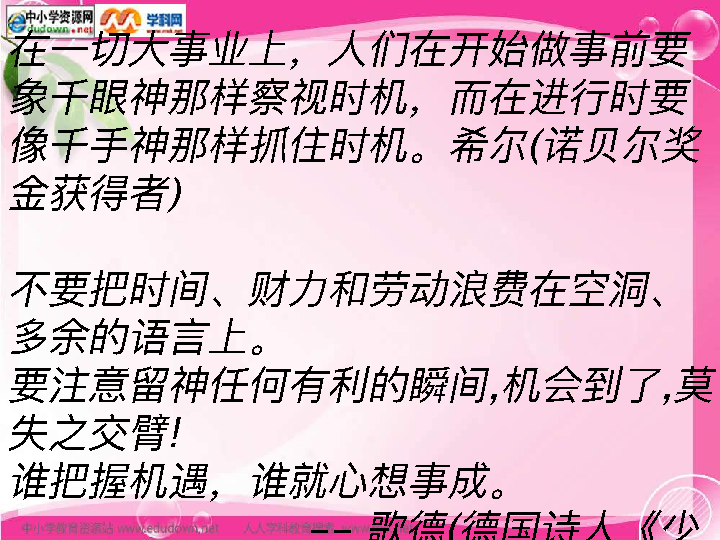 中小学资源网
edudown.net
学科网
在一切大事业上，人们在开始做事前要
象千眼神那样察视时机，而在进行时要
像千手神那样抓住时机。希尔(诺贝尔奖
金获得者)
不要把时间、财力和劳动浪费在空洞、
多余的语言上。
要注意留神任何有利的瞬间,机会到了,莫
失之交臂!
谁把握机遇，谁就心想事成。
-- 歌德(德国诗人《少
中小学教育资源站 www.edudown.net 人人学科教育网